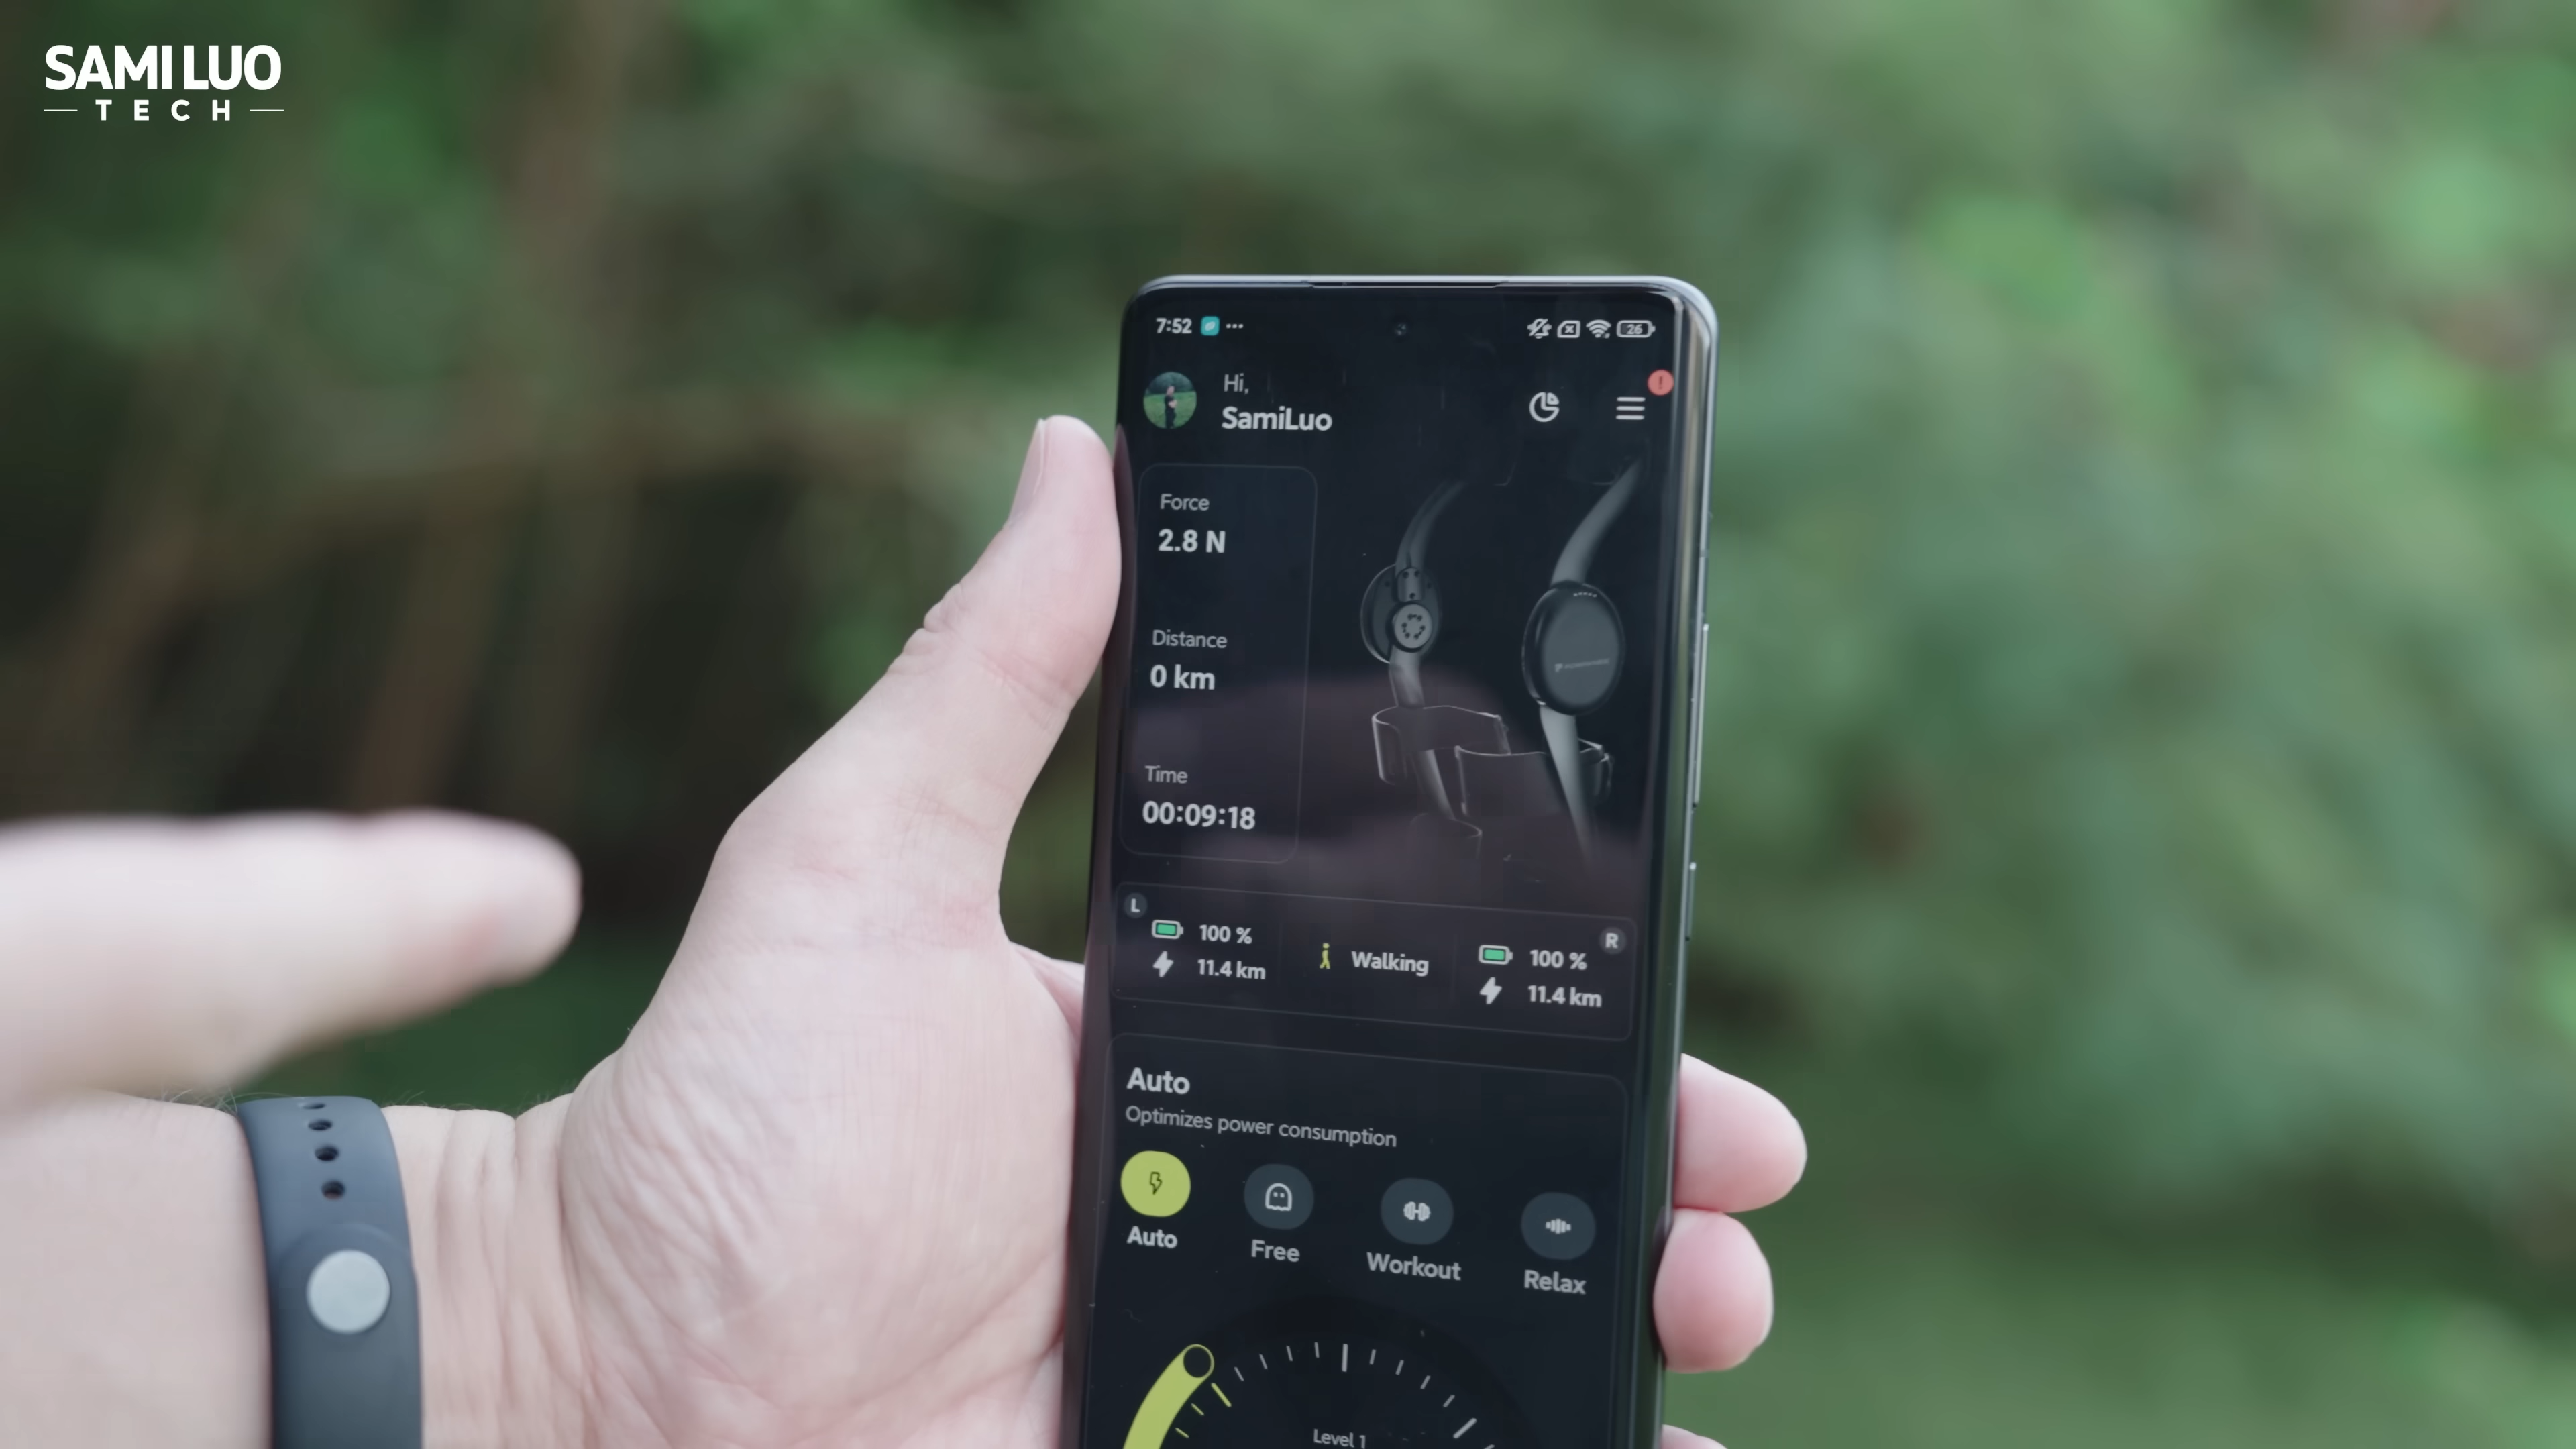 SAMI LUO
TECH
7:52
26
Hi,
SamiLuo
Force
2.8 N
Distance
0 km
Time
00:09:18
L
100 %
11.4 km
Walking
R
100 %
11.4 km
Auto
Optimizes power consumption
Auto
Free
Workout
Relax
Level 1